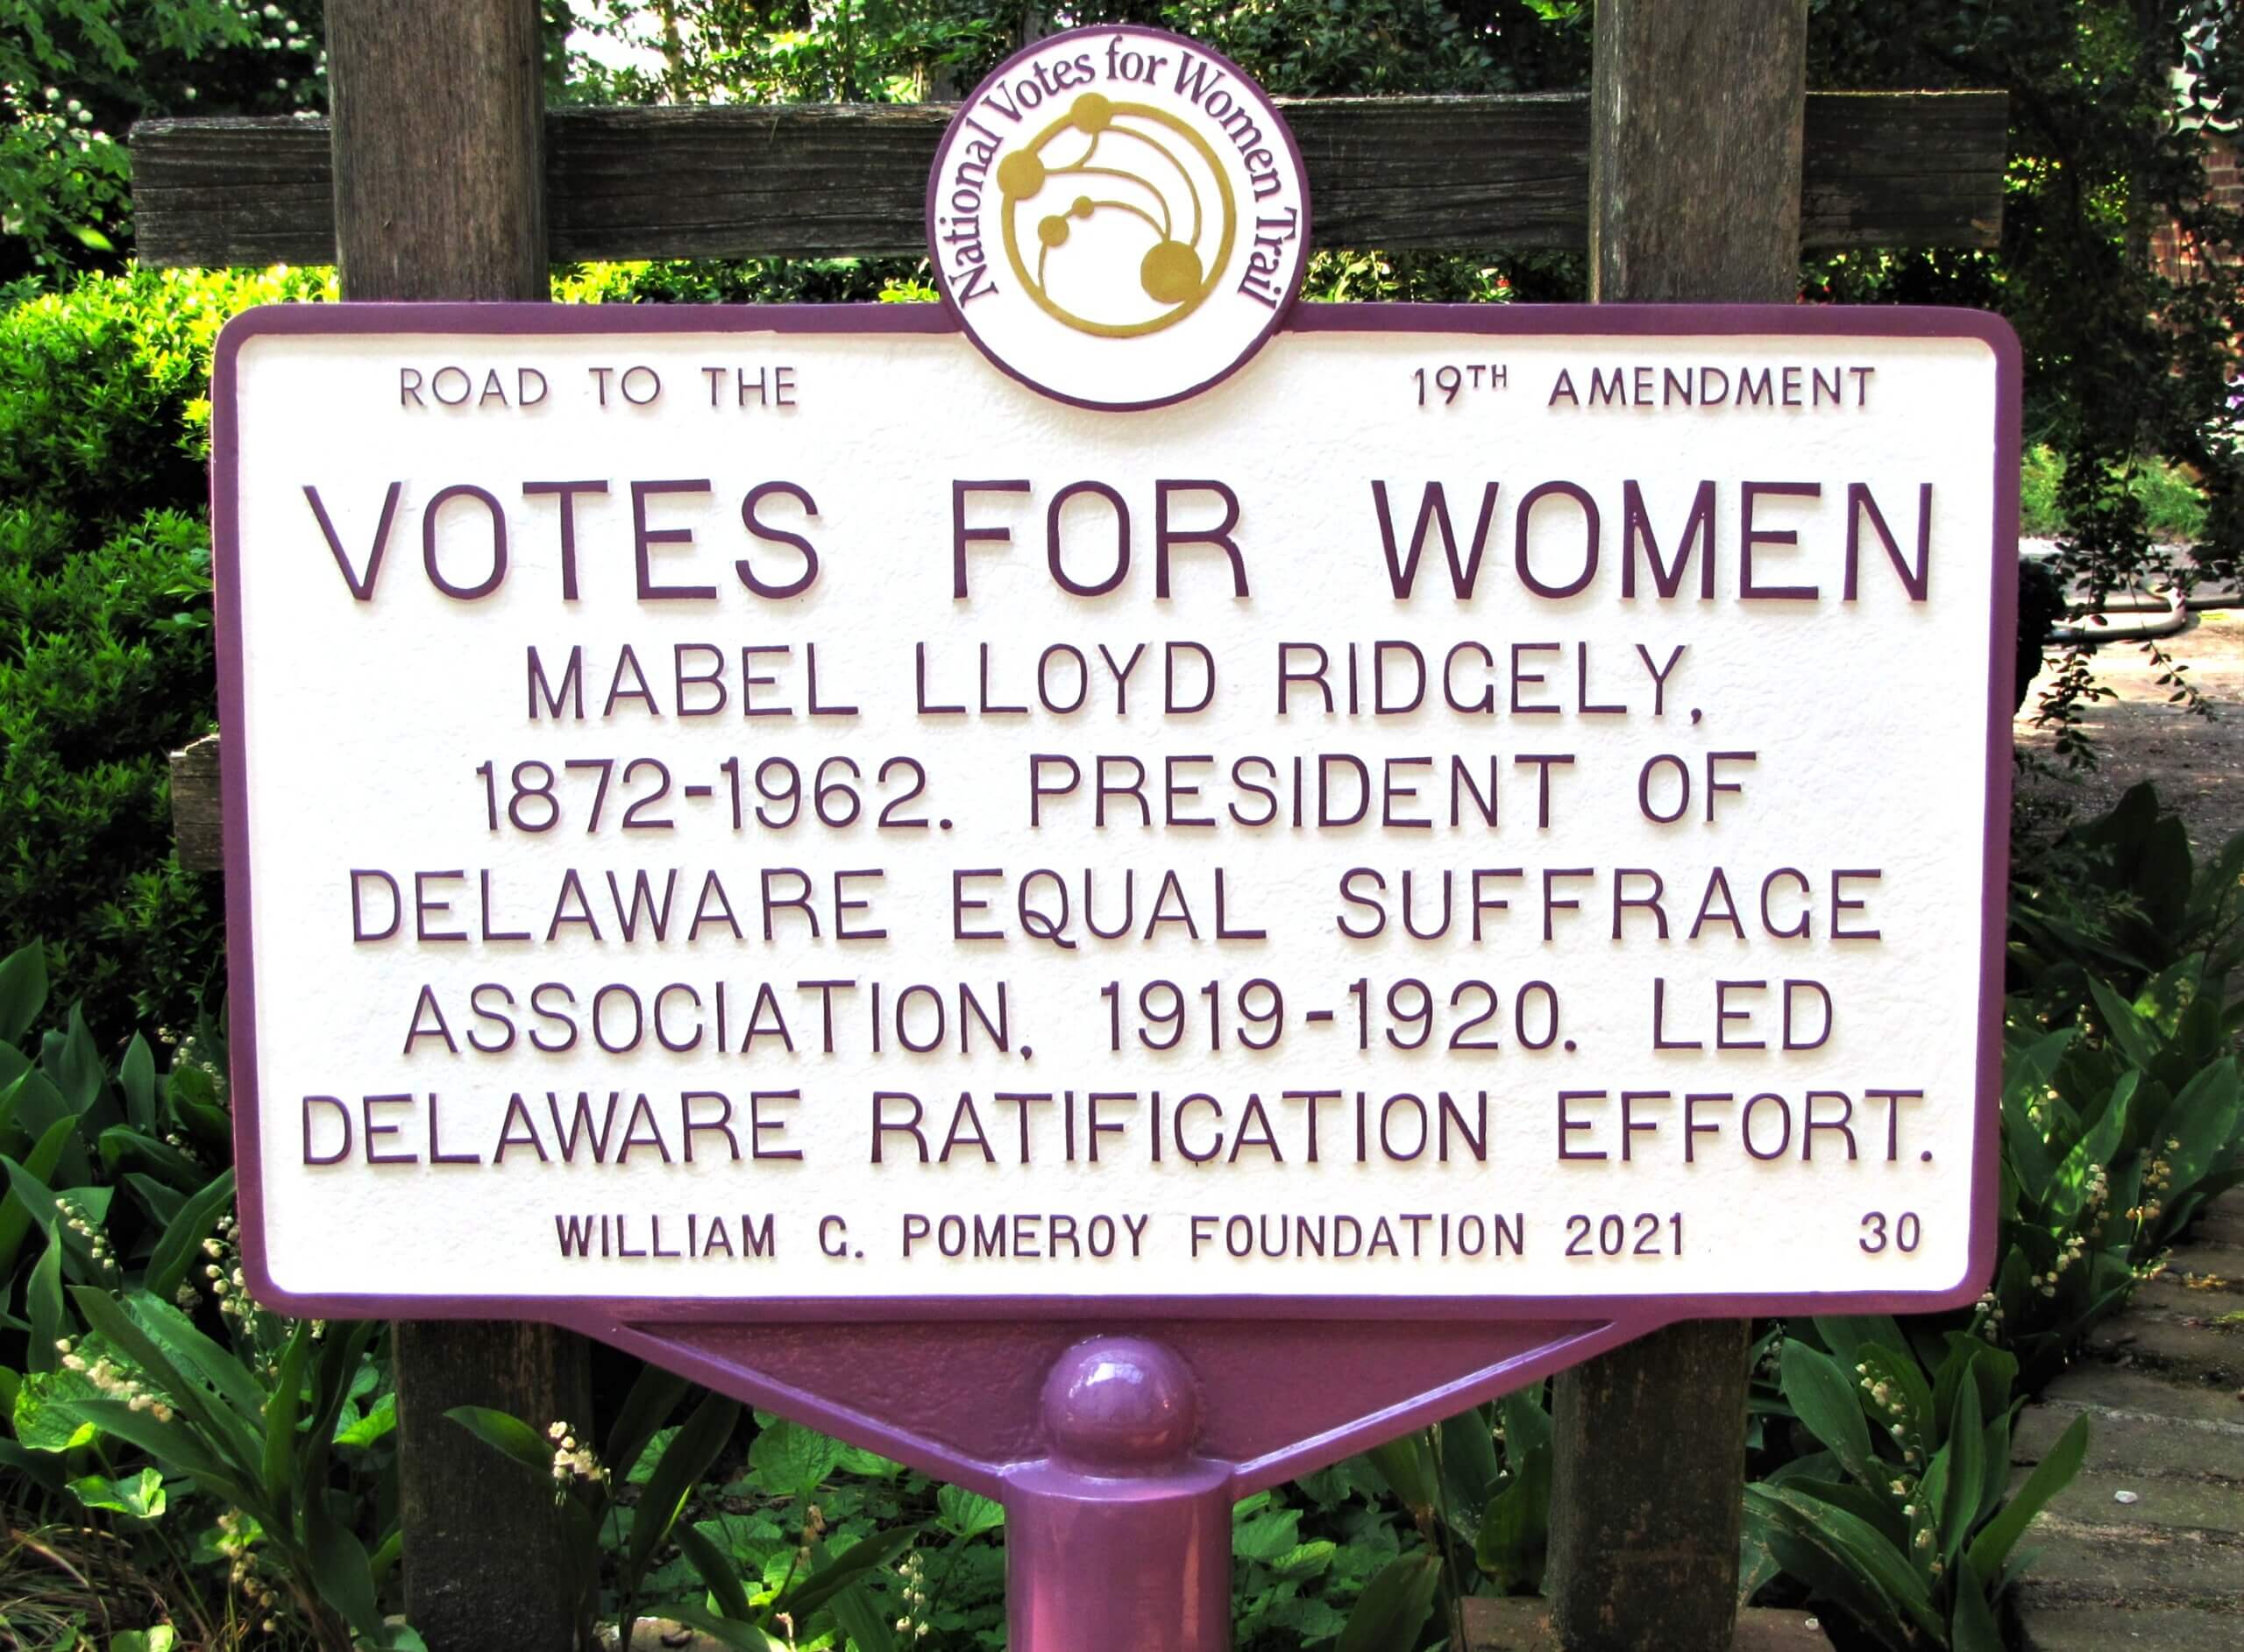 National Votes for Women Trail
ROAD TO THE 19TH AMENDMENT
VOTES FOR WOMEN
MABEL LLOYD RIDGELY,
1872-1962. PRESIDENT OF
DELAWARE EQUAL SUFFRAGE
ASSOCIATION, 1919-1920. LED
DELAWARE RATIFICATION EFFORT.
WILLIAM G. POMEROY FOUNDATION 2021 30